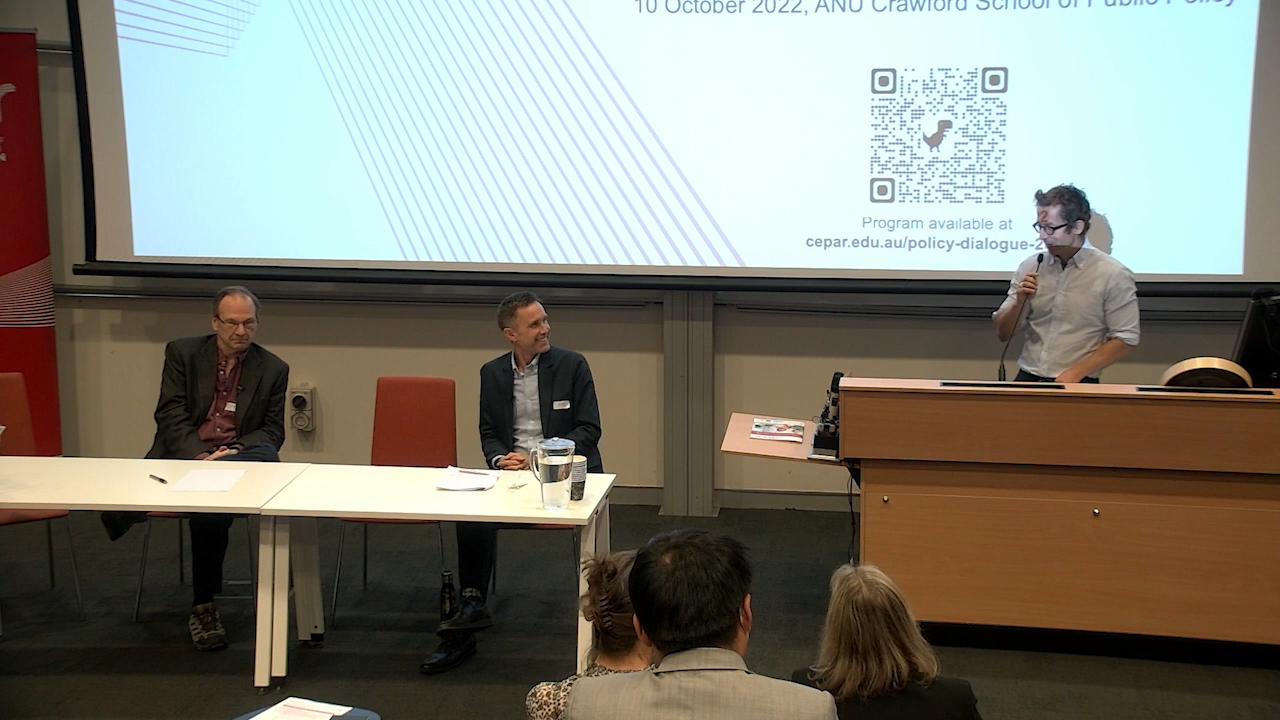 10 October 2022, ANU Crawford School of Public Policy
Program available at
cepar.edu.au/policy-dialogue-2